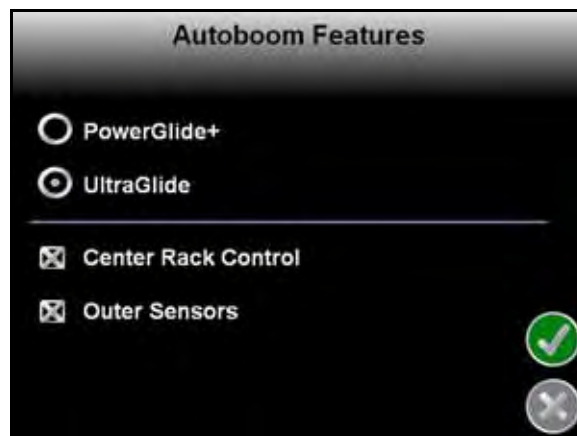 Autoboom Features
PowerGlide+
UltraGlide
Center Rack Control
Outer Sensors